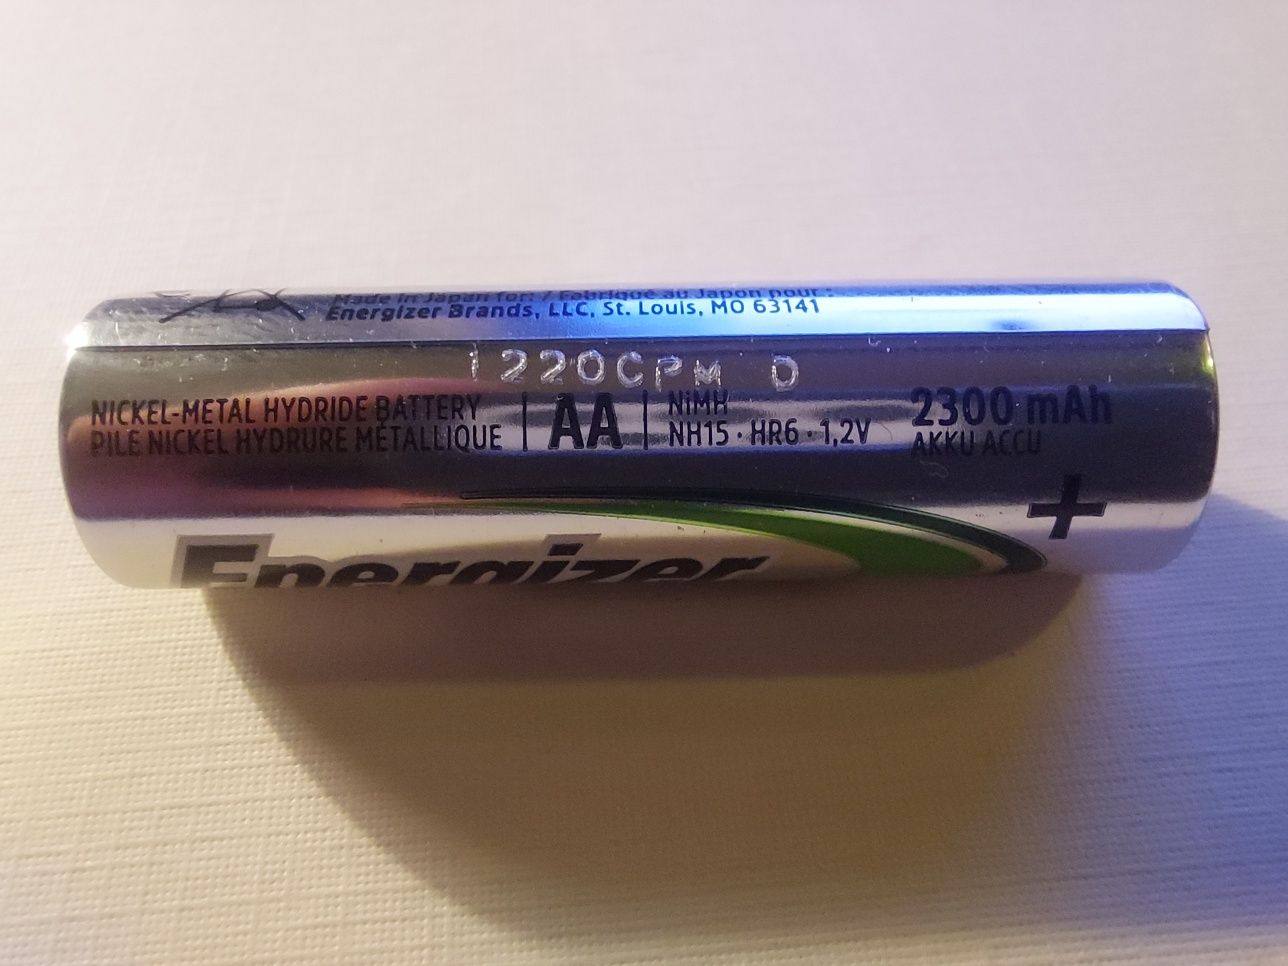 Made in Japan for: / Fabriqué au Japon pour :
Energizer Brands, LLC, St. Louis, MO 63141
1220CPM D
NICKEL-METAL HYDRIDE BATTERY
PILE NICKEL HYDRURE MÉTALLIQUE
AA
NiMH
NH15 · HR6 · 1,2V
2300 mAh
AKKU ACCU
+
Energizer